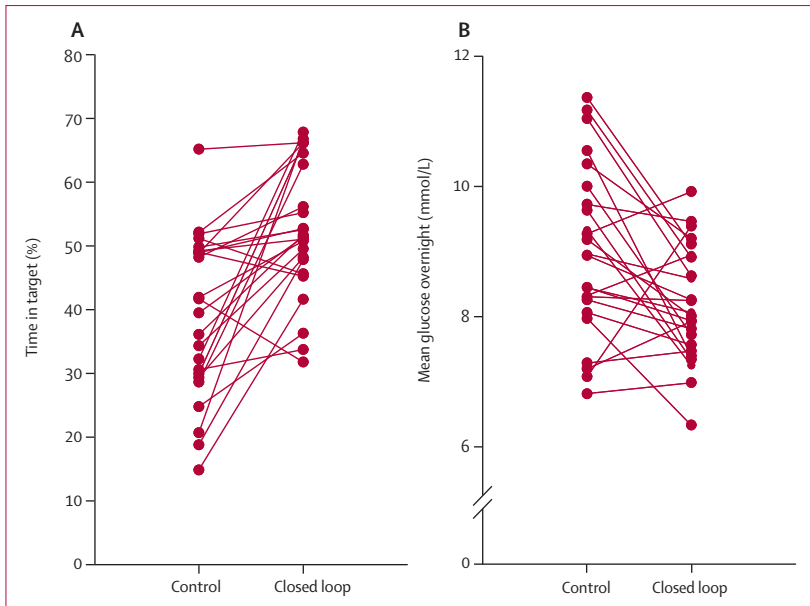 A
80
70
60
50
40
30
20
10
0
Time in target (%)
Control
Closed loop
B
12
10
8
6
0
Mean glucose overnight (mmol/L)
Control
Closed loop